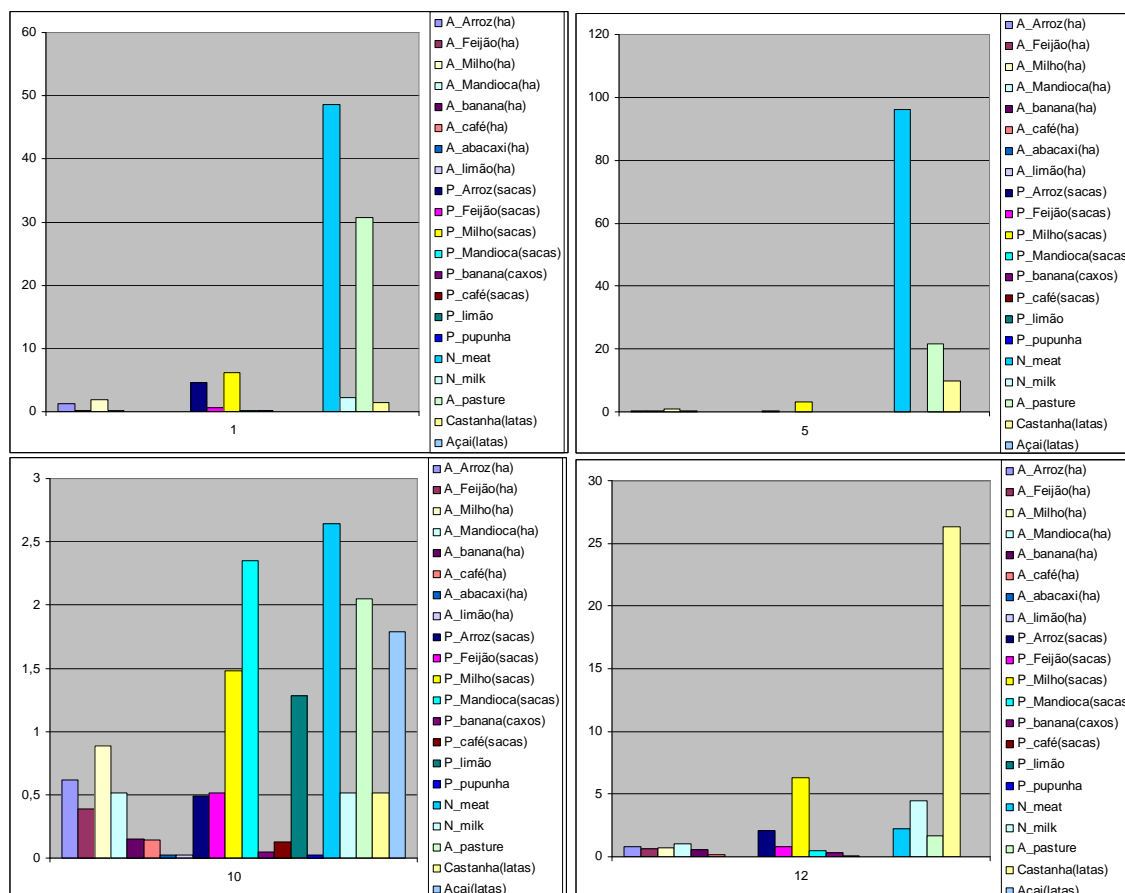 60
50
40
30
20
10
0
1
A_Arroz(ha)
A_Feijão(ha)
A_Milho(ha)
A_Mandioca(ha)
A_banana(ha)
A_café(ha)
A_abacaxi(ha)
A_limão(ha)
P_Arroz(sacas)
P_Feijão(sacas)
P_Milho(sacas)
P_Mandioca(sacas)
P_banana(caxos)
P_café(sacas)
P_limão
P_pupunha
N_meat
N_milk
A_pasture
Castanha(latas)
Açai(latas)
120
100
80
60
40
20
0
5
A_Arroz(ha)
A_Feijão(ha)
A_Milho(ha)
A_Mandioca(ha)
A_banana(ha)
A_café(ha)
A_abacaxi(ha)
A_limão(ha)
P_Arroz(sacas)
P_Feijão(sacas)
P_Milho(sacas)
P_Mandioca(sacas
P_banana(caxos)
P_café(sacas)
P_limão
P_pupunha
N_meat
N_milk
A_pasture
Castanha(latas)
Açai(latas)
3
2,5
2
1,5
1
0,5
0
10
A_Arroz(ha)
A_Feijão(ha)
A_Milho(ha)
A_Mandioca(ha)
A_banana(ha)
A_café(ha)
A_abacaxi(ha)
A_limão(ha)
P_Arroz(sacas)
P_Feijão(sacas)
P_Milho(sacas)
P_Mandioca(sacas)
P_banana(caxos)
P_café(sacas)
P_limão
P_pupunha
N_meat
N_milk
A_pasture
Castanha(latas)
Açai(latas)
30
25
20
15
10
5
0
12
A_Arroz(ha)
A_Feijão(ha)
A_Milho(ha)
A_Mandioca(ha)
A_banana(ha)
A_café(ha)
A_abacaxi(ha)
A_limão(ha)
P_Arroz(sacas)
P_Feijão(sacas)
P_Milho(sacas)
P_Mandioca(sacas
P_banana(caxos)
P_café(sacas)
P_limão
P_pupunha
N_meat
N_milk
A_pasture
Castanha(latas)
Açai(latas)